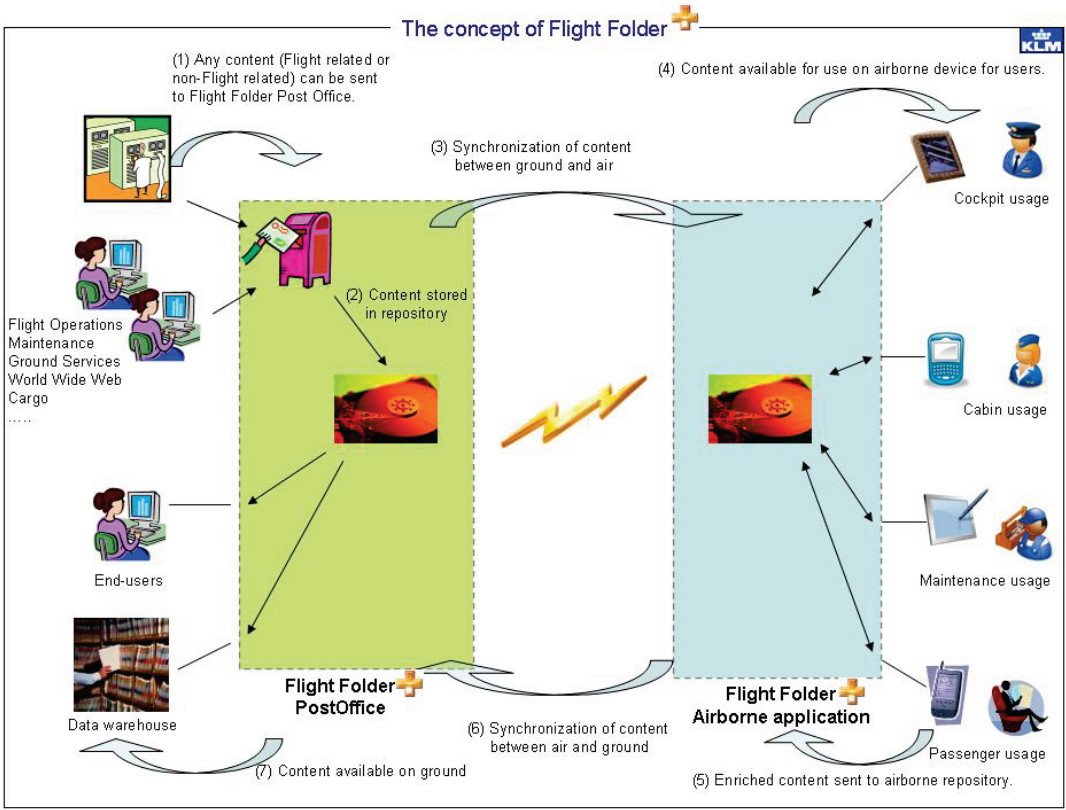 The concept of Flight Folder
KLM
(1) Any content (Flight related or
non-Flight related) can be sent
to Flight Folder Post Office.
(4) Content available for use on airborne device for users.
(3) Synchronization of content
between ground and air
Cockpit usage
(2) Content stored
in repository
Flight Operations
Maintenance
Ground Services
World Wide Web
Cargo
.....
Cabin usage
End-users
Maintenance usage
Flight Folder
PostOffice
Flight Folder
Airborne application
Data warehouse
(6) Synchronization of content
between air and ground
Passenger usage
(7) Content available on ground
(5) Enriched content sent to airborne repository.